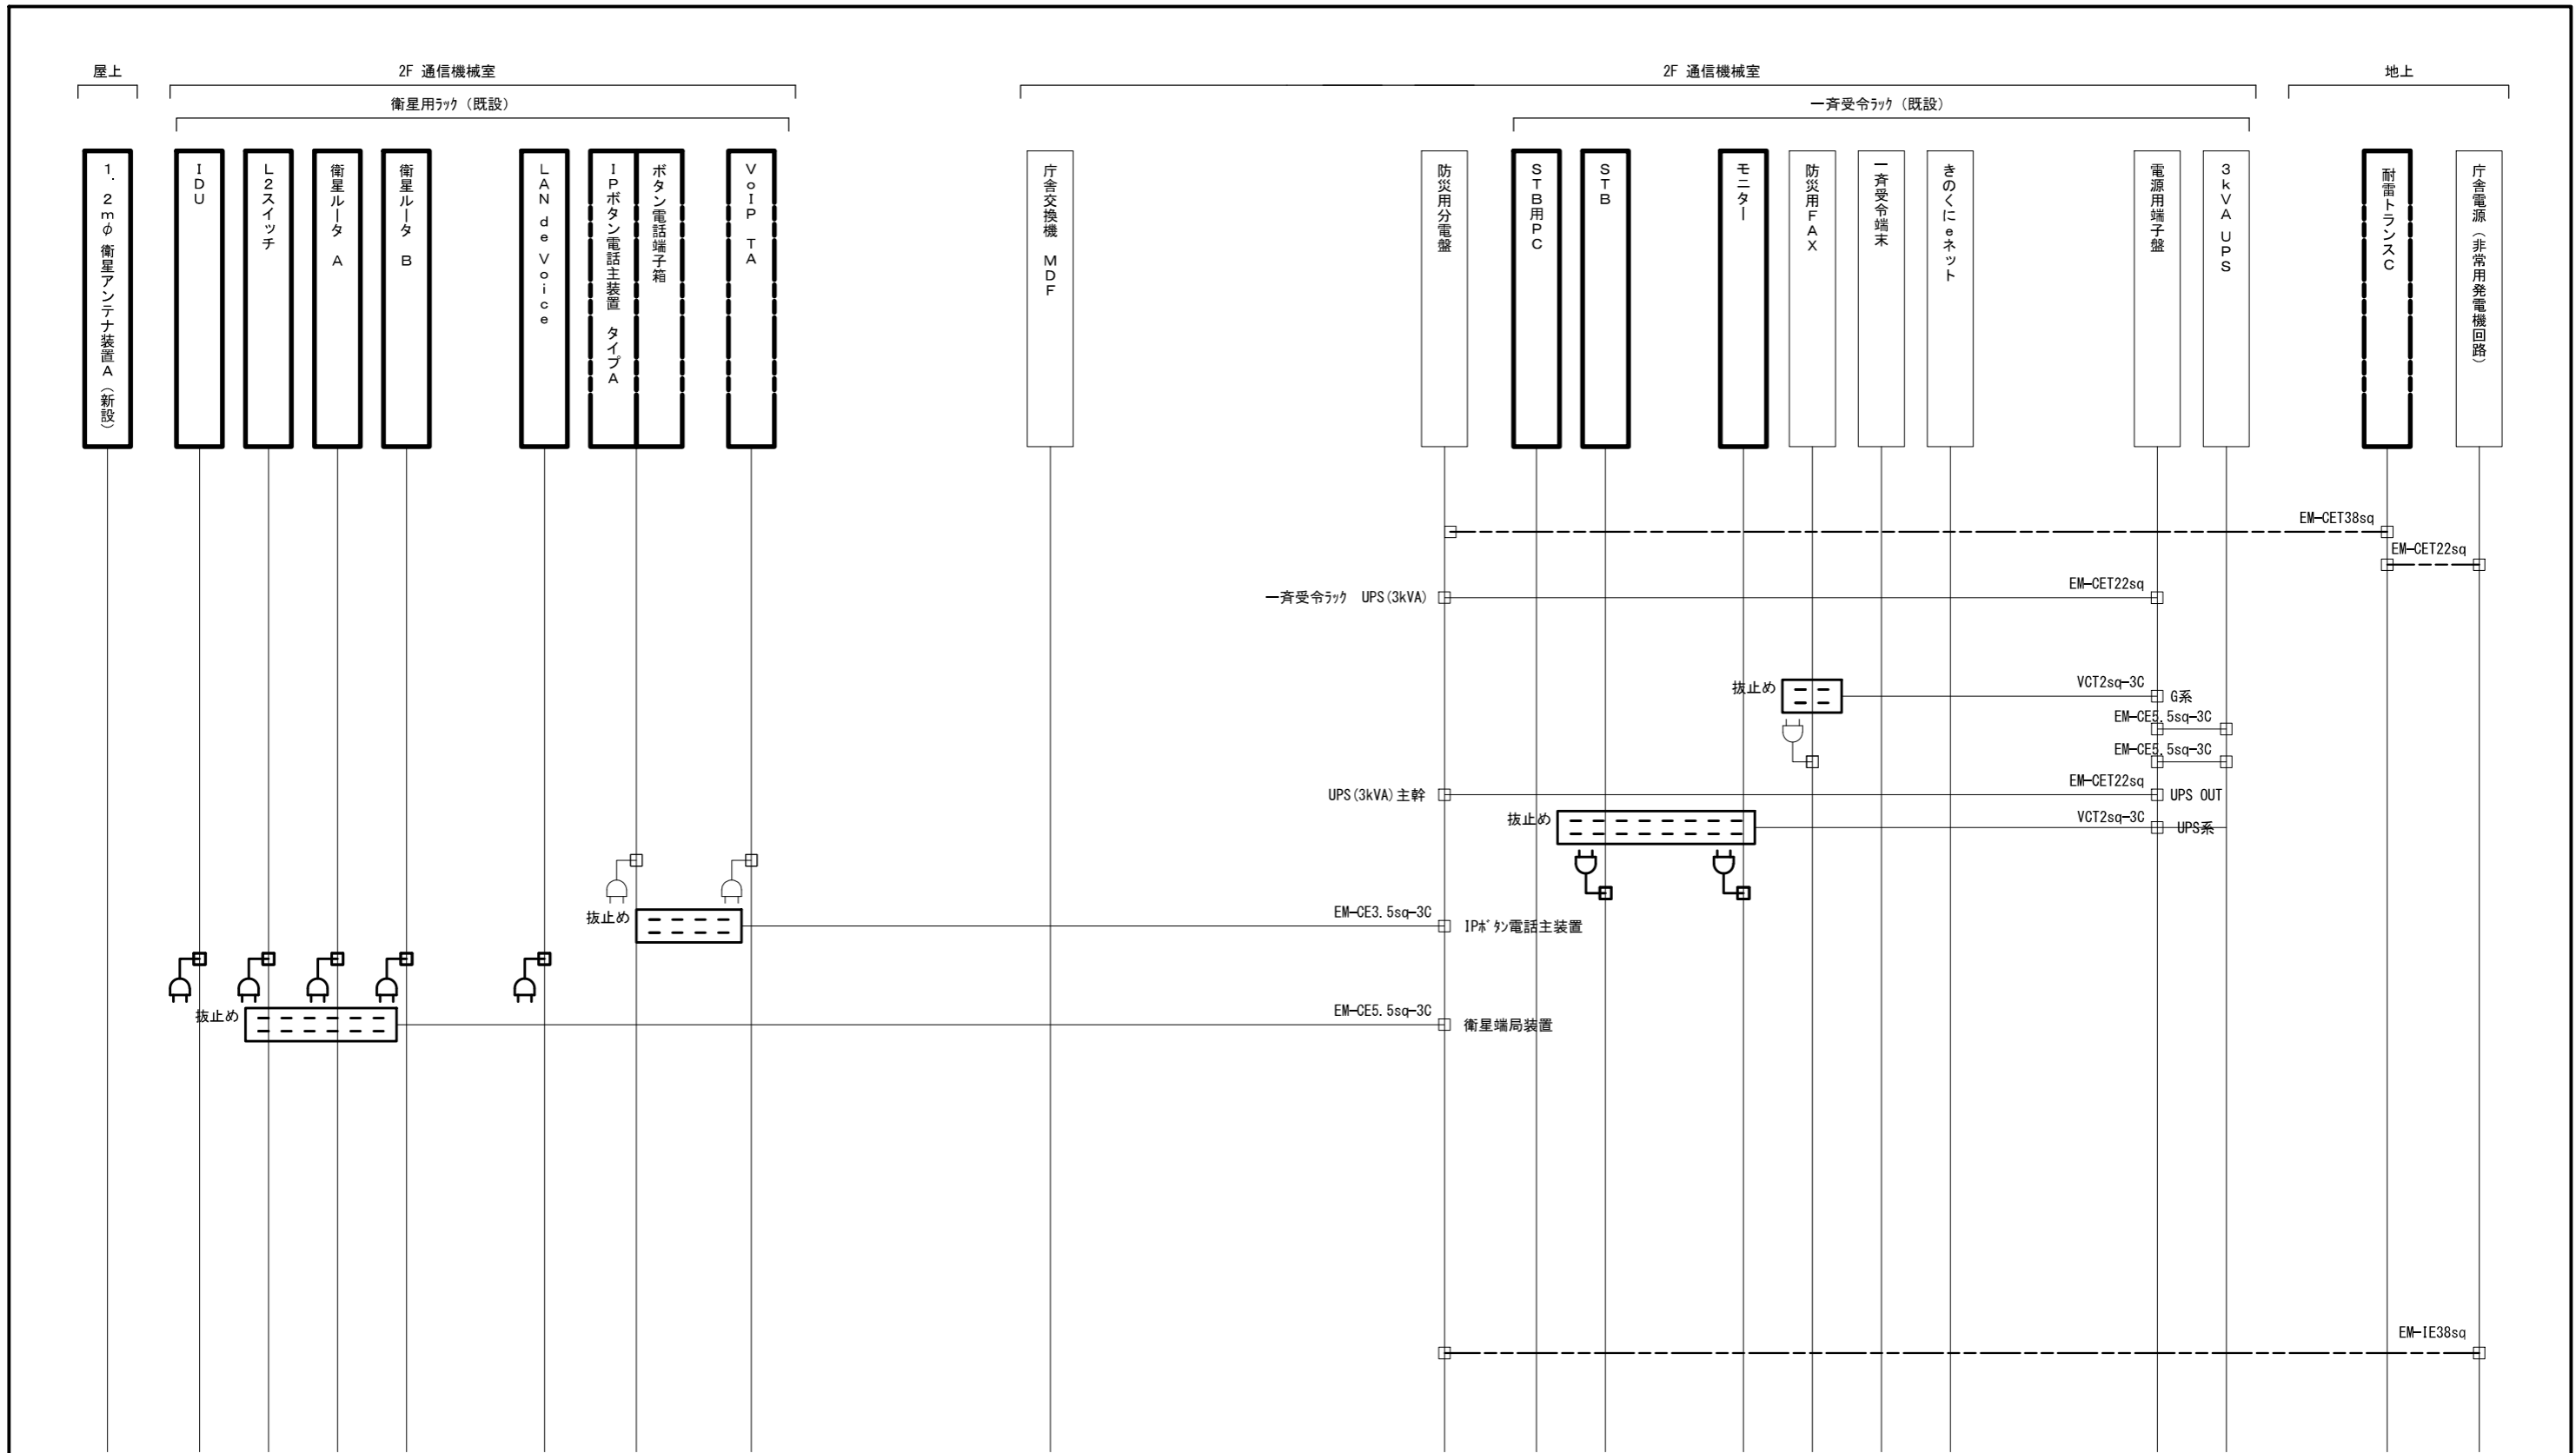 屋上
2F 通信機械室
2F 通信機械室
地上
衛星用ﾗｯｸ（既設）
一斉受令ﾗｯｸ（既設）
１．２ｍφ 衛星アンテナ装置Ａ（新設）
ＩＤＵ
Ｌ２スイッチ
衛星ルータ　Ａ
衛星ルータ　Ｂ
ＬＡＮ ｄｅ Ｖｏｉｃｅ
ＩＰボタン電話主装置　タイプＡ
ボタン電話端子箱
ＶｏＩＰ　ＴＡ
庁舎交換機　ＭＤＦ
防災用分電盤
ＳＴＢ用ＰＣ
ＳＴＢ
モニター
防災用ＦＡＸ
一斉受令端末
きのくにｅネット
電源用端子盤
３ｋＶＡ ＵＰＳ
耐雷トランスＣ
庁舎電源（非常用発電機回路）
EM-CET38sq
EM-CET22sq
一斉受令ﾗｯｸ　UPS(3kVA)
EM-CET22sq
抜止め
VCT2sq-3C
G系
EM-CE5.5sq-3C
EM-CE5.5sq-3C
UPS(3kVA)主幹
EM-CET22sq
UPS OUT
抜止め
VCT2sq-3C
UPS系
抜止め
EM-CE3.5sq-3C
IPﾎﾞﾀﾝ電話主装置
抜止め
EM-CE5.5sq-3C
衛星端局装置
EM-IE38sq